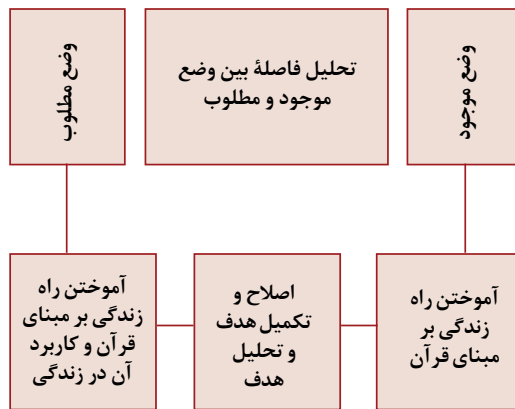 وضع موجود
تحلیل فاصلۀ بین وضع
موجود و مطلوب
وضع مطلوب
آموختن راه
زندگی بر
مبنای قرآن
اصلاح و
تکمیل هدف
و تحلیل
هدف
آموختن راه
زندگی بر مبنای
قرآن و کاربرد
آن در زندگی